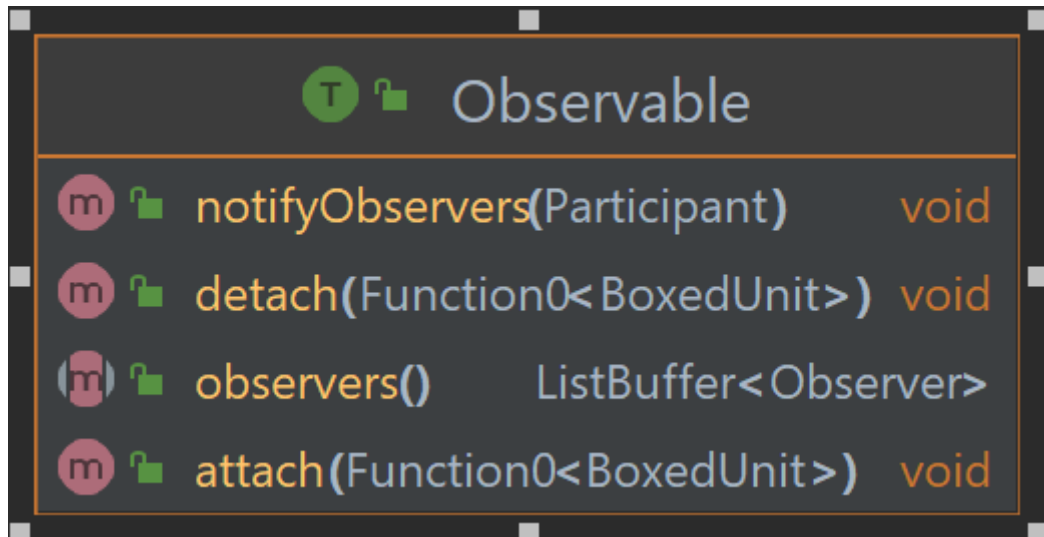 T Observable
m notifyObservers(Participant) void
m detach(Function0<BoxedUnit>) void
m observers() ListBuffer<Observer>
m attach(Function0<BoxedUnit>) void